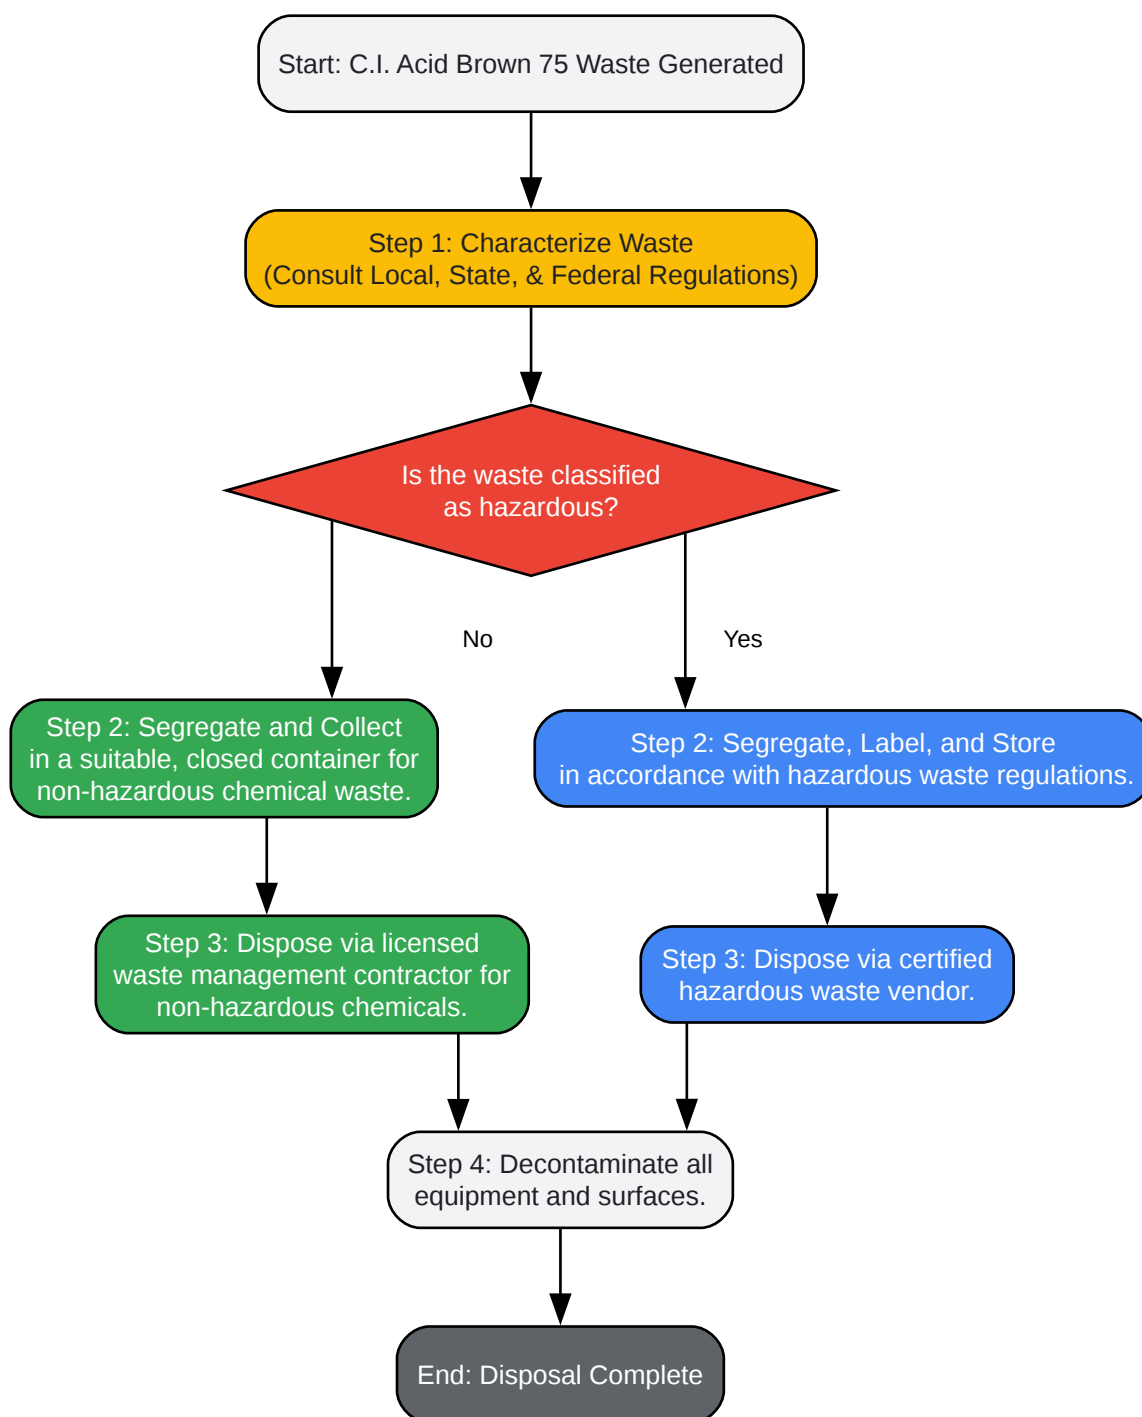 Start: C.I. Acid Brown 75 Waste Generated
Step 1: Characterize Waste
(Consult Local, State, & Federal Regulations)
Is the waste classified
as hazardous?
No
Yes
Step 2: Segregate and Collect
in a suitable, closed container for
non-hazardous chemical waste.
Step 2: Segregate, Label, and Store
in accordance with hazardous waste regulations.
Step 3: Dispose via licensed
waste management contractor for
non-hazardous chemicals.
Step 3: Dispose via certified
hazardous waste vendor.
Step 4: Decontaminate all
equipment and surfaces.
End: Disposal Complete